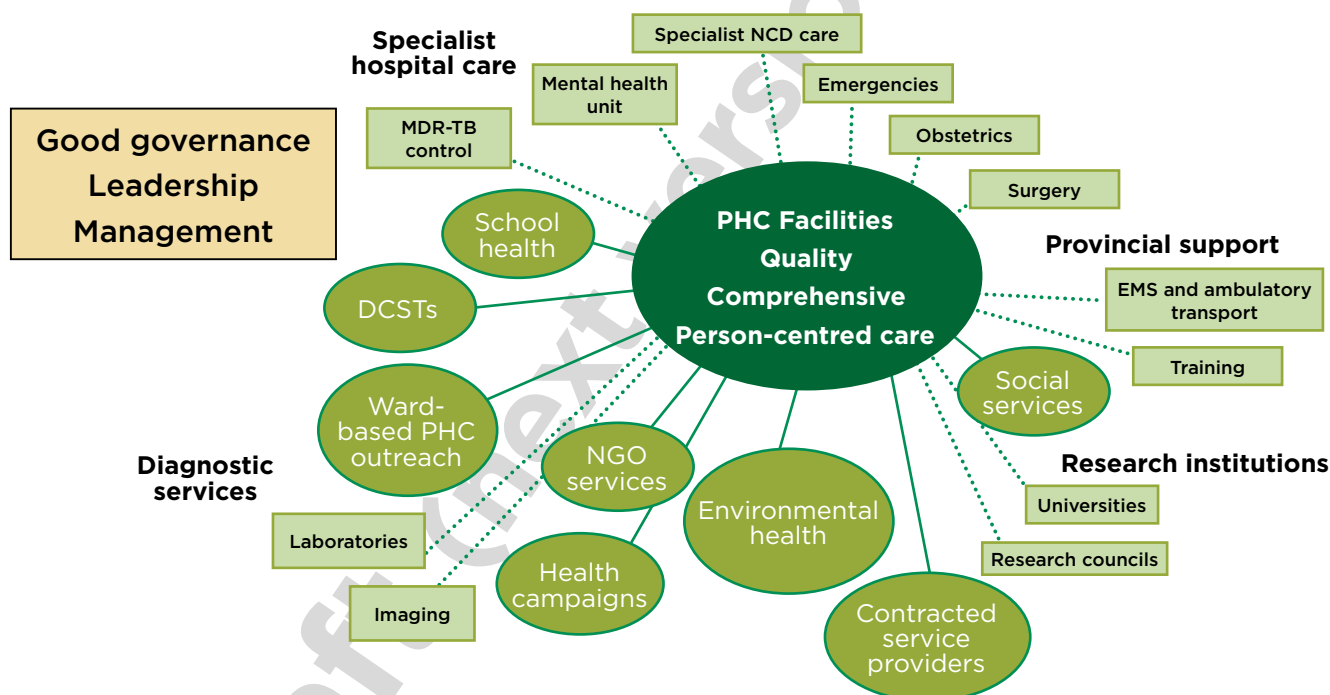 Specialist NCD care
Specialist
hospital care
Mental health
unit
Emergencies
MDR-TB
control
Obstetrics
Good governance
Leadership
Management
Surgery
School
health
PHC Facilities
Quality
Comprehensive
Person-centred care
Provincial support
EMS and ambulatory
transport
Training
DCSTs
Social
services
Ward-
based PHC
outreach
NGO
services
Diagnostic
services
Research institutions
Universities
Environmental
health
Laboratories
Research councils
Health
campaigns
Imaging
Contracted
service
providers